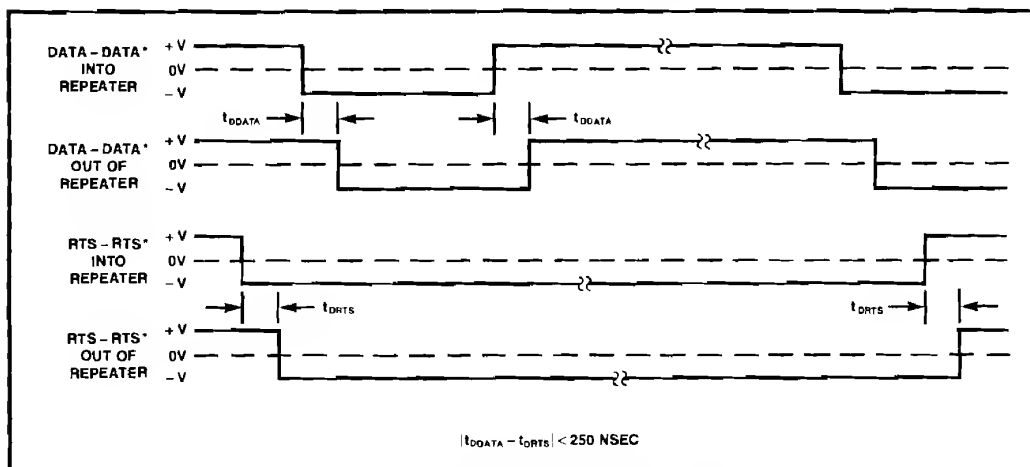 DATA – DATA*
INTO
REPEATER
+ V
0V
– V
tDDATA
tDDATA
DATA – DATA*
OUT OF
REPEATER
+ V
0V
– V
RTS – RTS*
INTO
REPEATER
+ V
0V
– V
tDRTS
tDRTS
RTS – RTS*
OUT OF
REPEATER
+ V
0V
– V
|tDDATA – tDRTS| < 250 NSEC